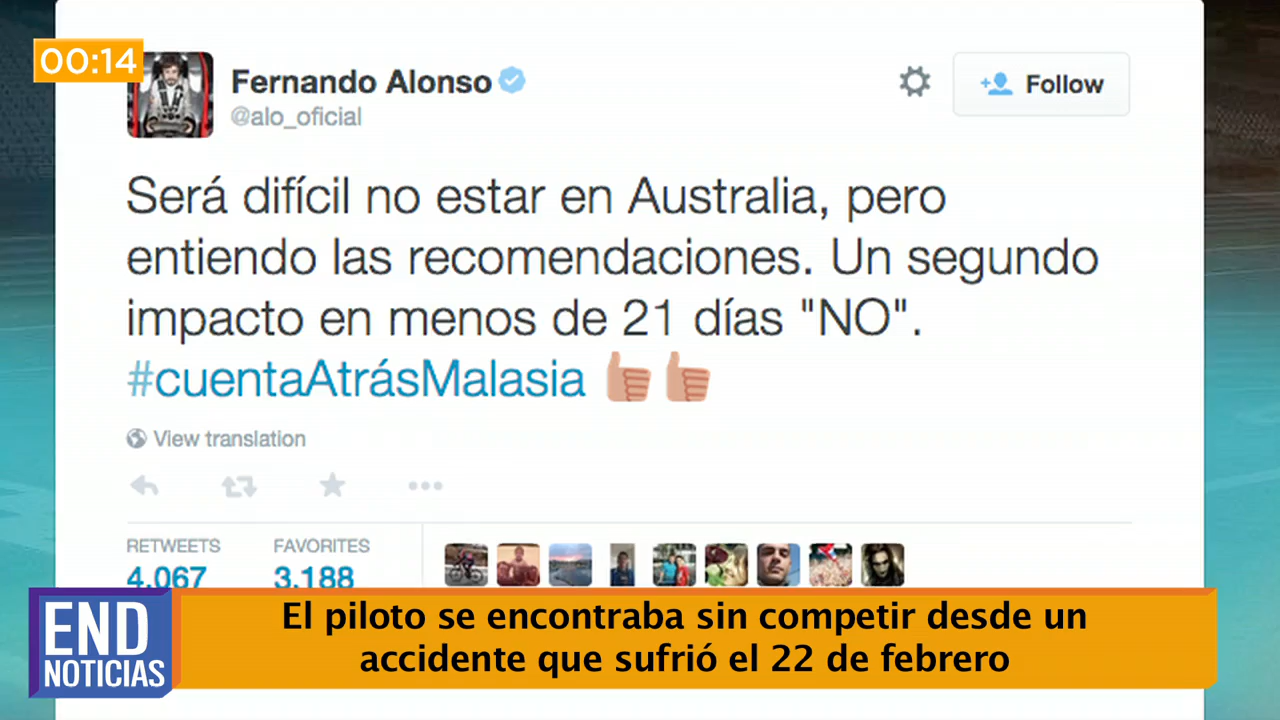 00:14
Fernando Alonso
@alo_oficial
Follow
Será difícil no estar en Australia, pero
entiendo las recomendaciones. Un segundo
impacto en menos de 21 días "NO".
#cuentaAtrásMalasia
View translation
RETWEETS FAVORITES
4,067 3,188
END
NOTICIAS
El piloto se encontraba sin competir desde un
accidente que sufrió el 22 de febrero